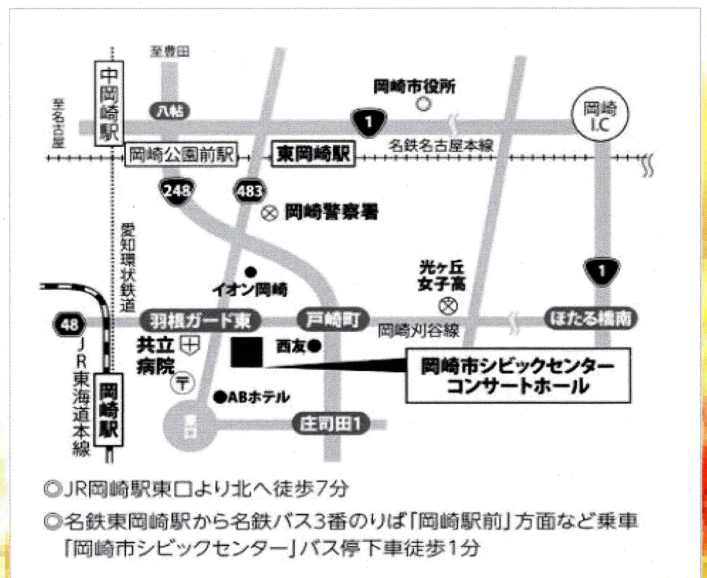 至豊田
中岡崎駅
至名古屋
八帖
岡崎市役所
1
岡崎
I.C
岡崎公園前駅
東岡崎駅
名鉄名古屋本線
248
483
岡崎警察署
愛知環状鉄道
イオン岡崎
光ヶ丘
女子高
1
48
羽根ガード東
戸崎町
岡崎刈谷線
ほたる橋南
JR東海道本線
共立
病院
西友
岡崎市シビックセンター
コンサートホール
〒
岡崎駅
ABホテル
東口
庄司田1
◎JR岡崎駅東口より北へ徒歩7分
◎名鉄東岡崎駅から名鉄バス3番のりば「岡崎駅前」方面など乗車
「岡崎市シビックセンター」バス停下車徒歩1分